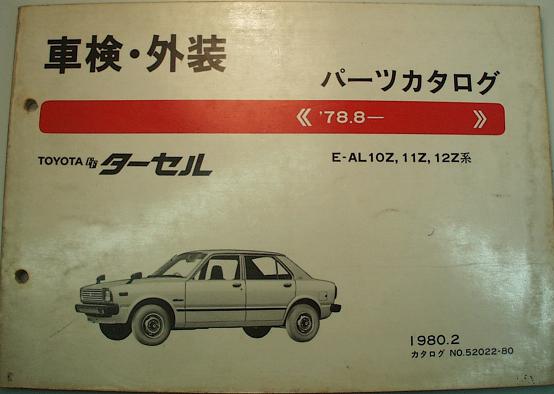 車検・外装
パーツカタログ
《 '78.8— 》
TOYOTA FF ターセル
E-AL10Z, 11Z, 12Z系
1980.2
カタログ NO.52022-80